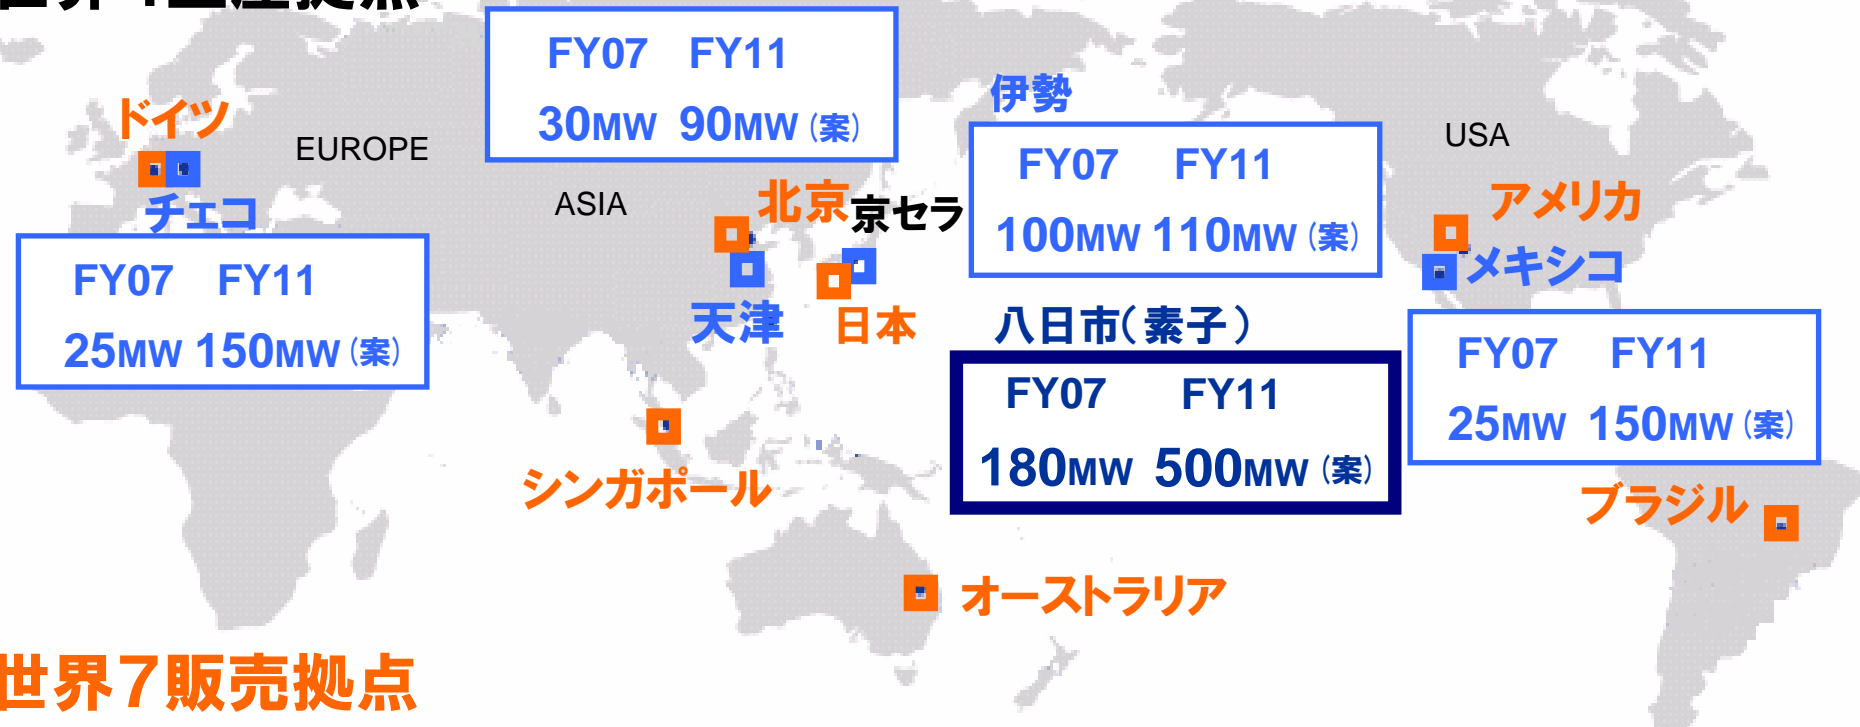 FY07 FY11
30MW 90MW (案)
伊勢
ドイツ
EUROPE
FY07 FY11
100MW 110MW (案)
USA
チェコ
ASIA
北京
京セラ
アメリカ
メキシコ
FY07 FY11
25MW 150MW (案)
天津
日本
八日市(素子)
FY07 FY11
180MW 500MW (案)
FY07 FY11
25MW 150MW (案)
シンガポール
ブラジル
オーストラリア
世界7販売拠点